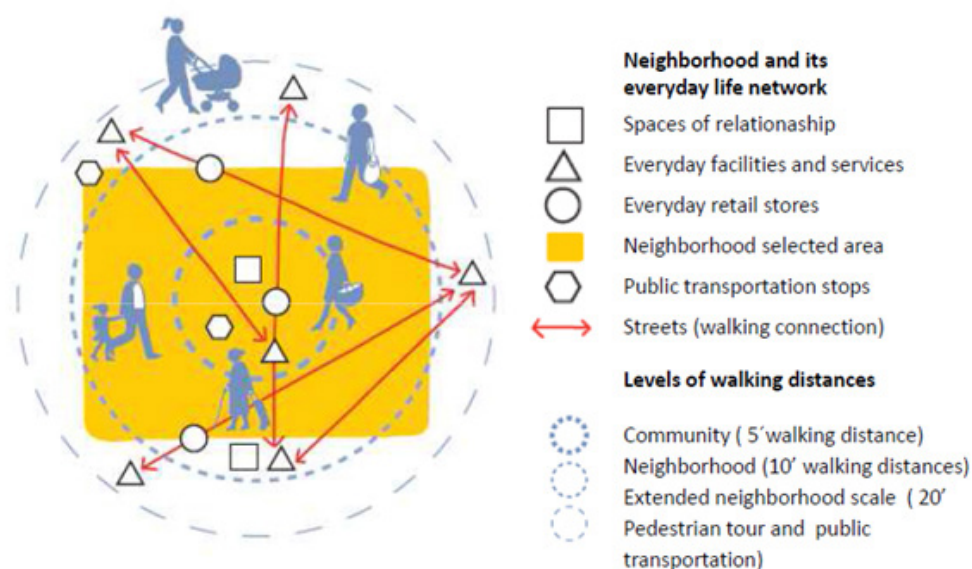 Neighborhood and its
everyday life network
Spaces of relationaship
Everyday facilities and services
Everyday retail stores
Neighborhood selected area
Public transportation stops
Streets (walking connection)
Levels of walking distances
Community ( 5´walking distance)
Neighborhood (10’ walking distances)
Extended neighborhood scale ( 20’
Pedestrian tour and public
transportation)